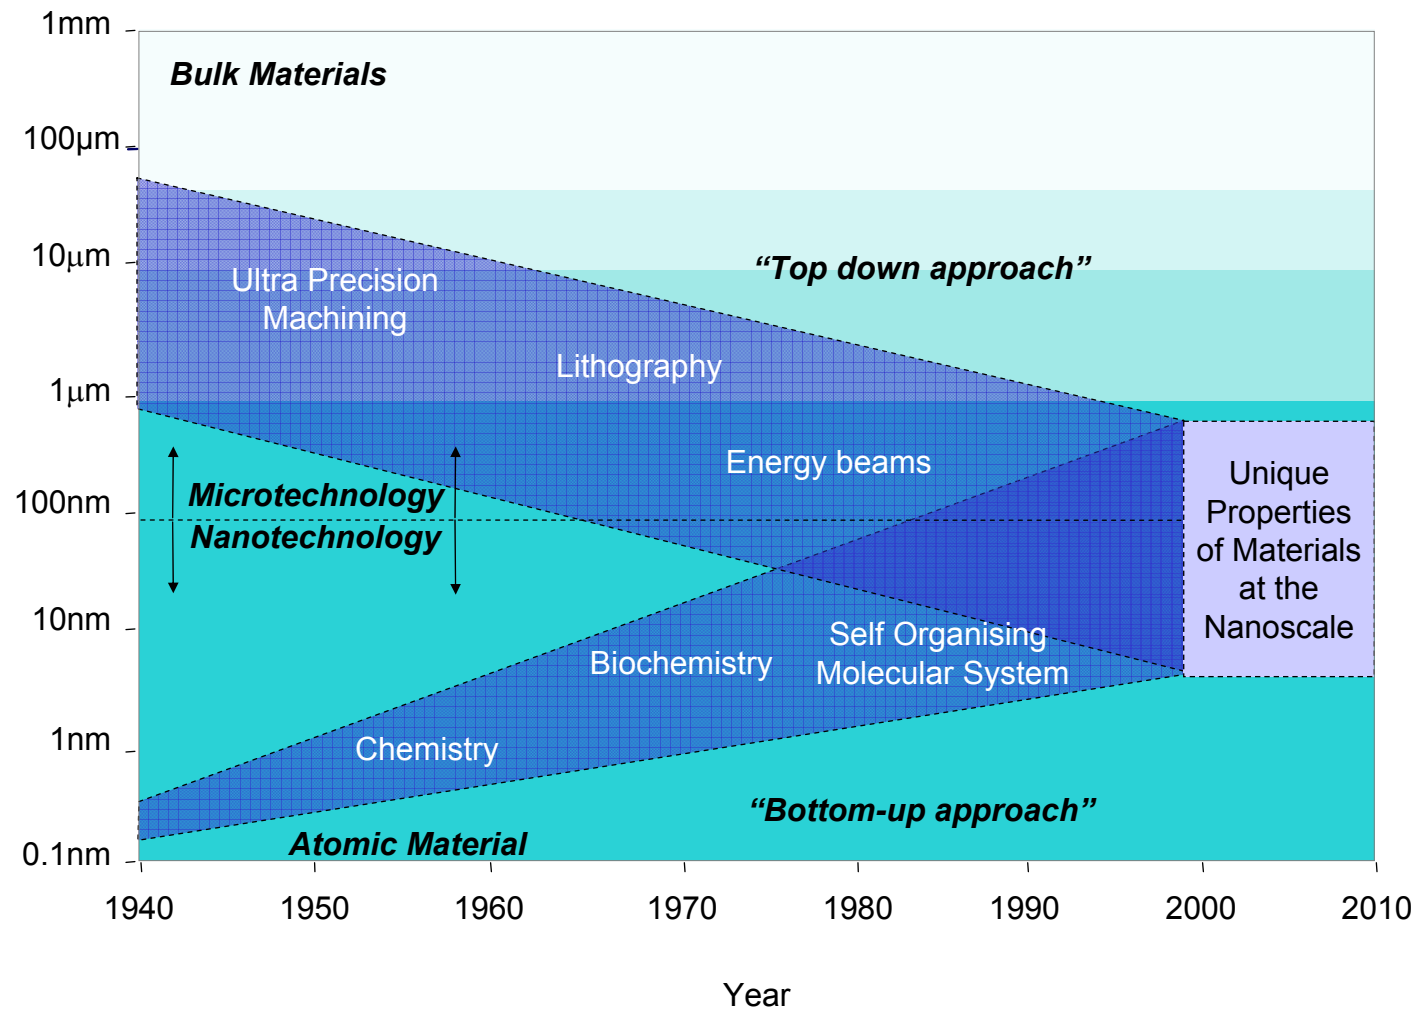 1mm
Bulk Materials
100µm
10µm
“Top down approach”
Ultra Precision
Machining
Lithography
1µm
Energy beams
Unique
Properties
of Materials
at the
Nanoscale
Microtechnology
100nm
Nanotechnology
10nm
Self Organising
Molecular System
Biochemistry
1nm
Chemistry
“Bottom-up approach”
Atomic Material
0.1nm
1940 1950 1960 1970 1980 1990 2000 2010
Year